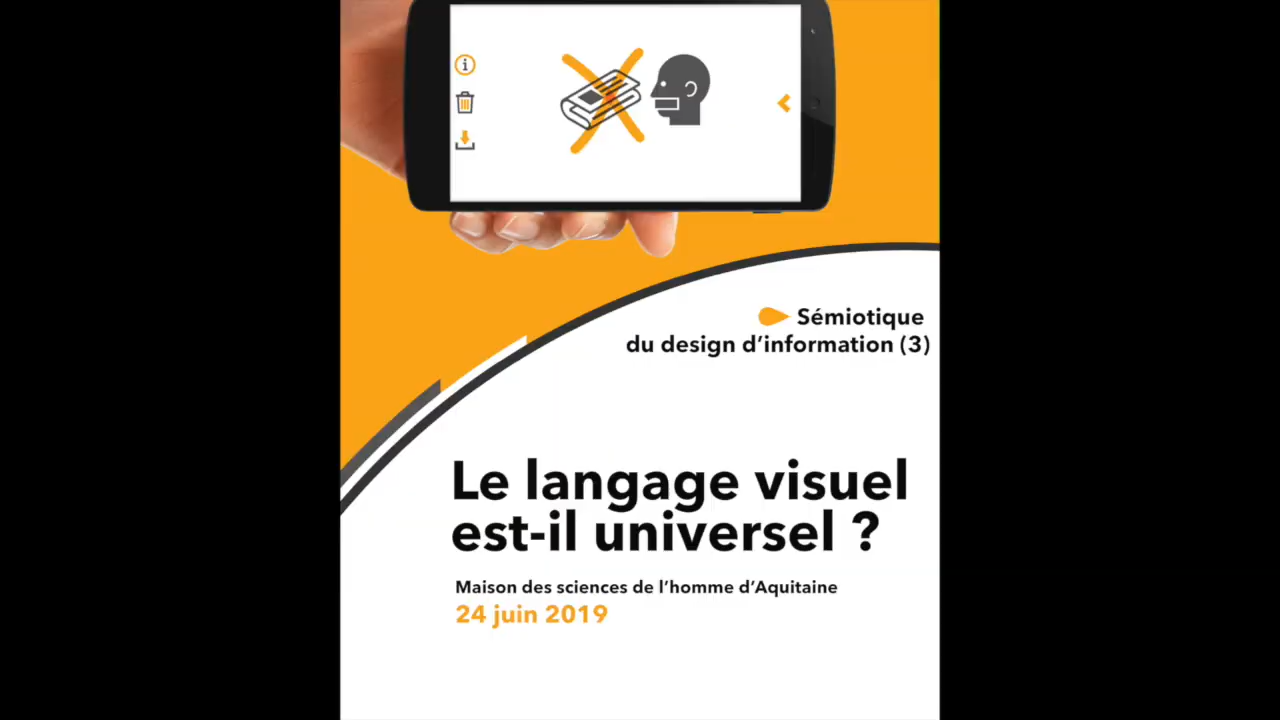 Sémiotique
du design d’information (3)
Le langage visuel
est-il universel ?
Maison des sciences de l’homme d’Aquitaine
24 juin 2019